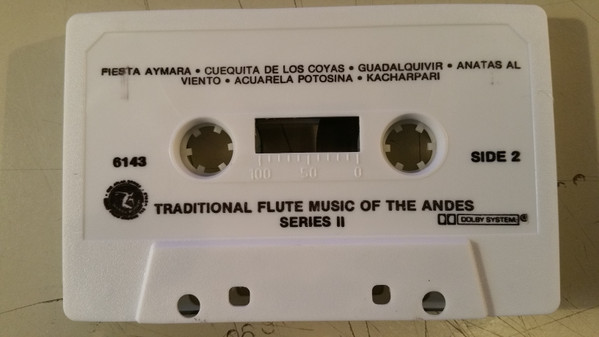 FIESTA AYMARA • CUEQUITA DE LOS COYAS • GUADALQUIVIR • ANATAS AL
VIENTO • ACUARELA POTOSINA • KACHARPARI
6143
SIDE 2
100 50 0
TRADITIONAL FLUTE MUSIC OF THE ANDES
SERIES II
DOLBY SYSTEM ®